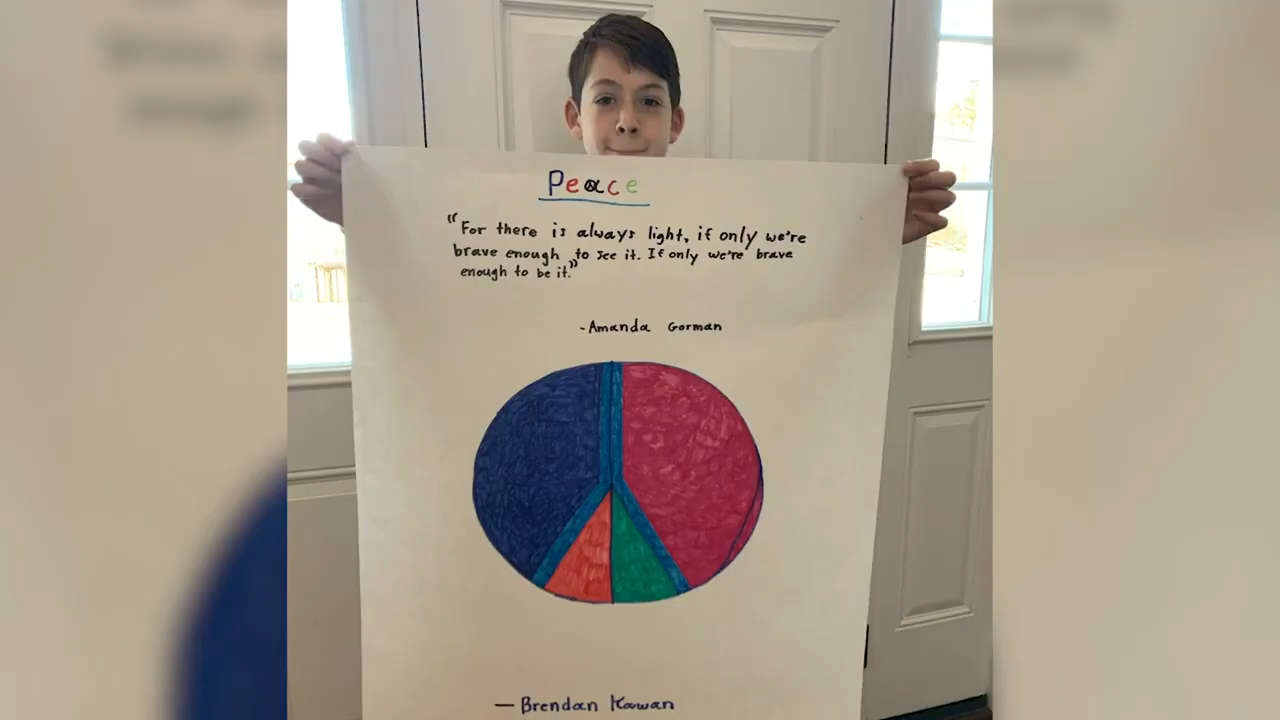 Peace
“For there is always light, if only we're
brave enough to see it. If only we're brave
enough to be it.”
-Amanda Gorman
— Brendan Kawan